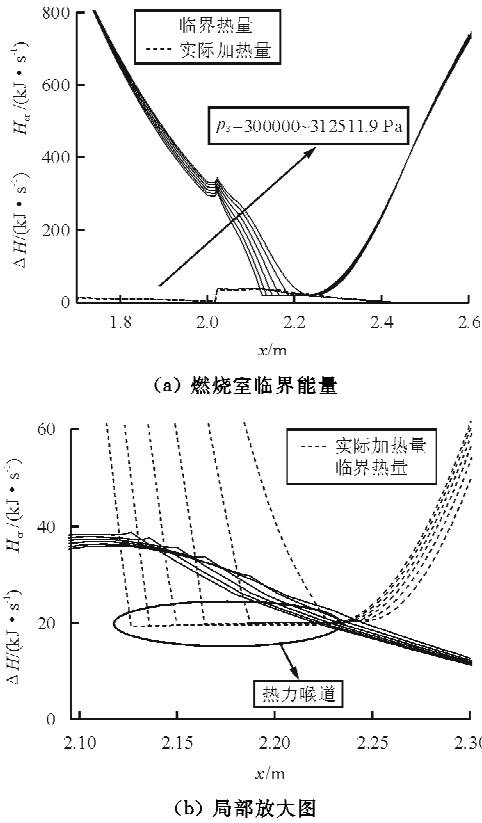 800
600
400
200
0
ΔH/(kJ·s⁻¹) H_cr/(kJ·s⁻¹)
临界热量
实际加热量
p₃=300000~312511.9 Pa
1.8 2.0 2.2 2.4 2.6
x/m
(a) 燃烧室临界能量
60
40
20
0
ΔH/(kJ·s⁻¹) H_cr/(kJ·s⁻¹)
实际加热量
临界热量
热力喉道
2.10 2.15 2.20 2.25 2.30
x/m
(b) 局部放大图